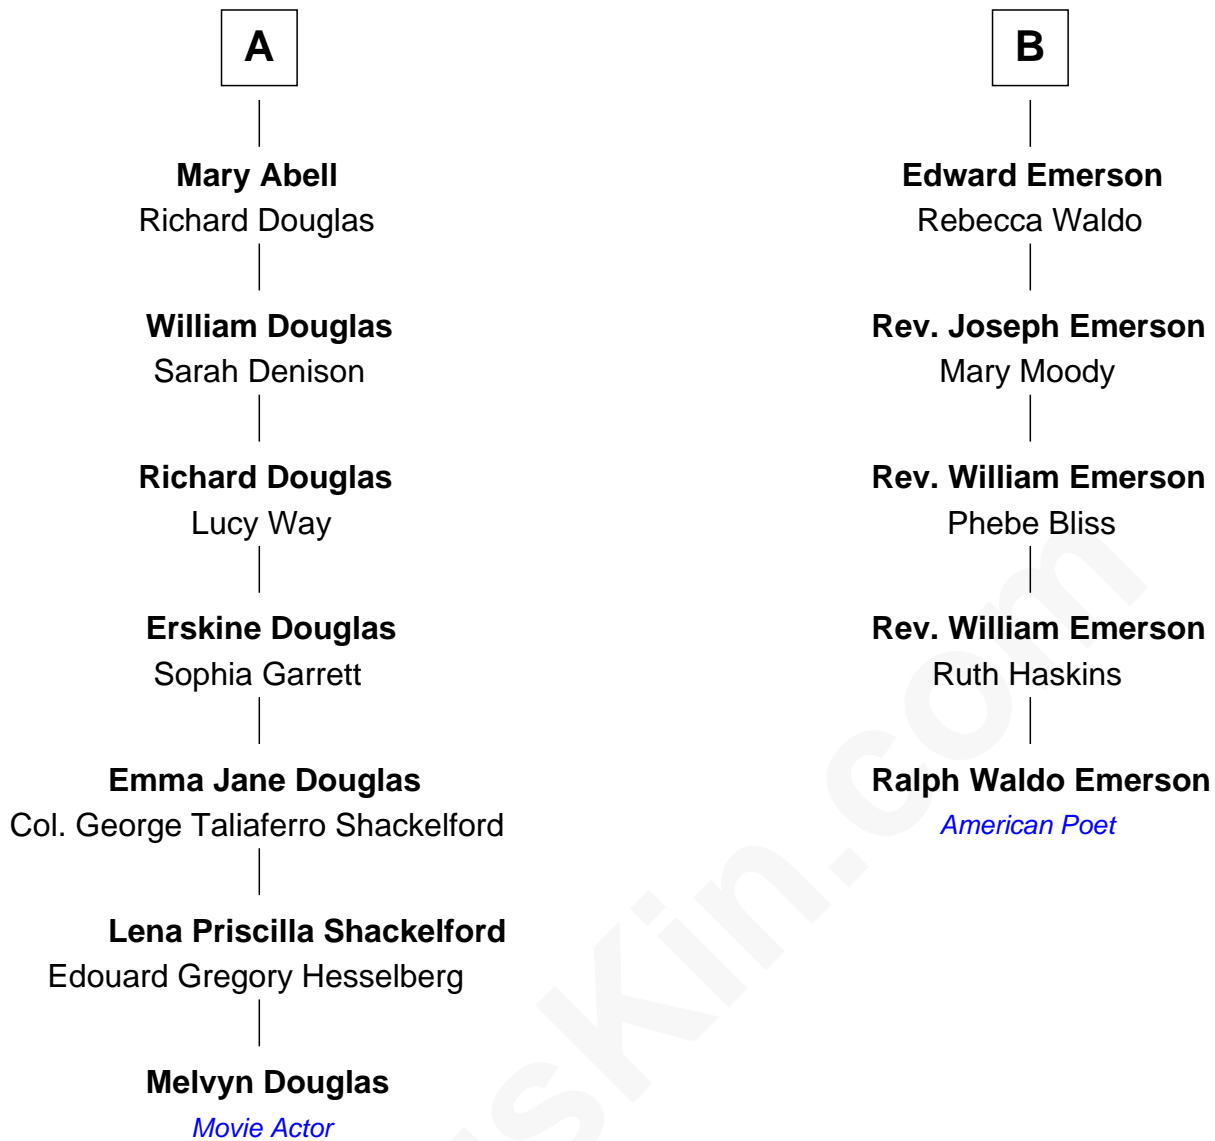 A
Mary Abell
Richard Douglas
William Douglas
Sarah Denison
Richard Douglas
Lucy Way
Erskine Douglas
Sophia Garrett
Emma Jane Douglas
Col. George Taliaferro Shackelford
Lena Priscilla Shackelford
Edouard Gregory Hesselberg
Melvyn Douglas
Movie Actor
B
Edward Emerson
Rebecca Waldo
Rev. Joseph Emerson
Mary Moody
Rev. William Emerson
Phebe Bliss
Rev. William Emerson
Ruth Haskins
Ralph Waldo Emerson
American Poet
sKin.com